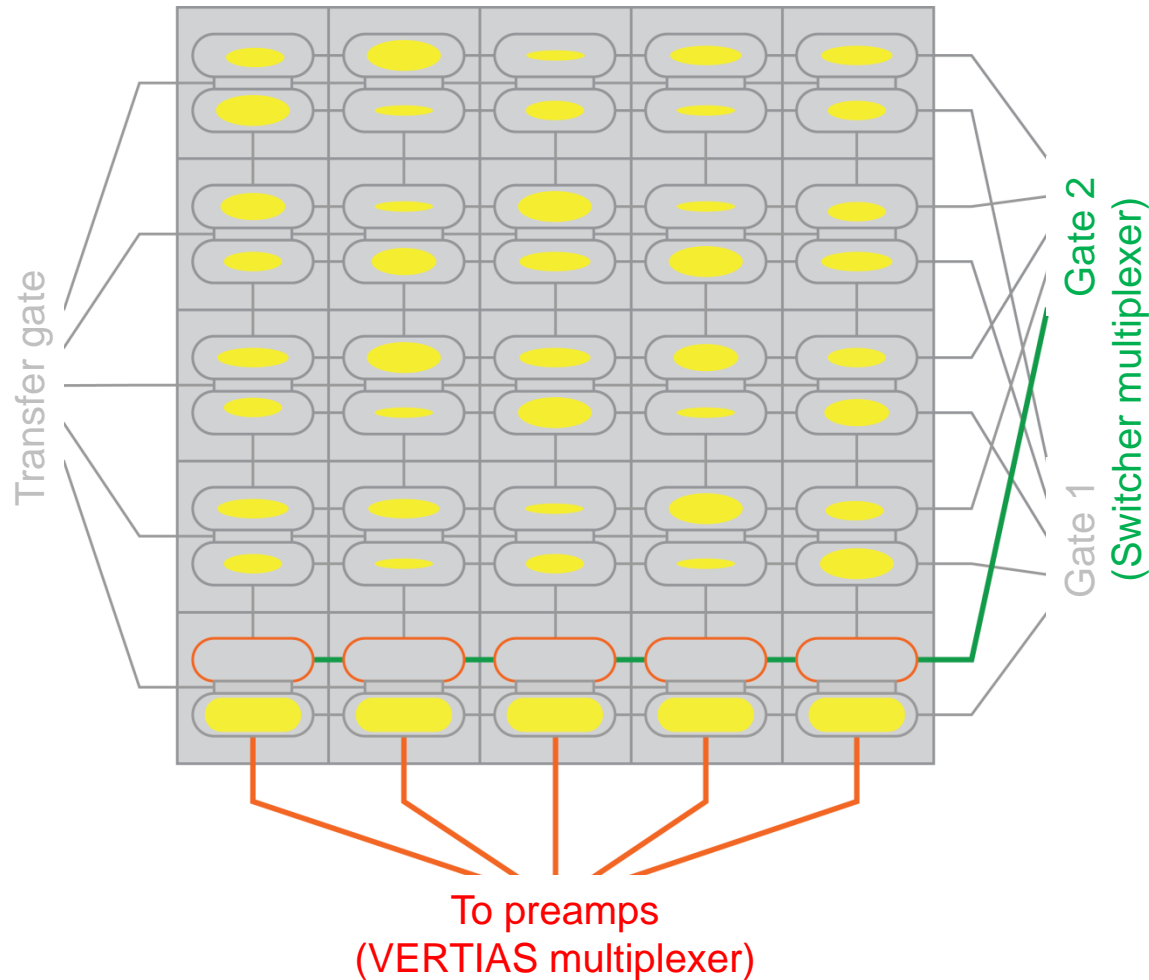 Transfer gate
Gate 2
(Switcher multiplexer)
Gate 1
To preamps
(VERTIAS multiplexer)